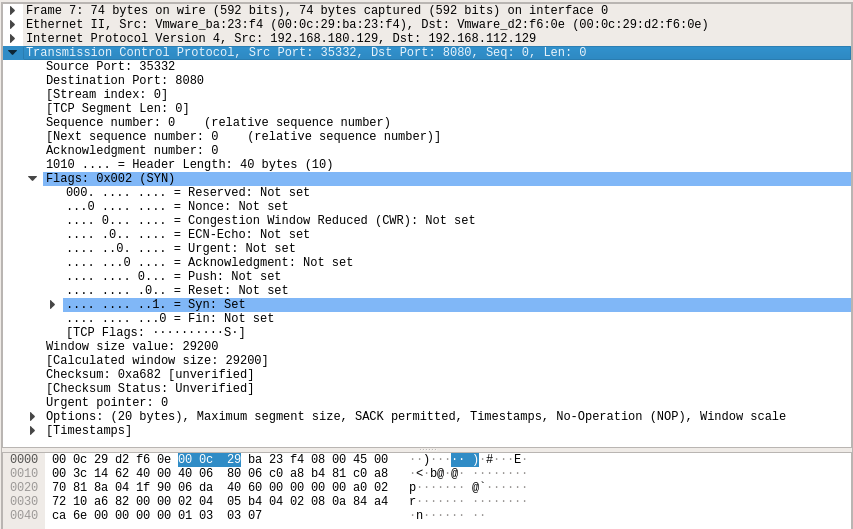 Frame 7: 74 bytes on wire (592 bits), 74 bytes captured (592 bits) on interface 0
Ethernet II, Src: Vmware_ba:23:f4 (00:0c:29:ba:23:f4), Dst: Vmware_d2:f6:0e (00:0c:29:d2:f6:0e)
Internet Protocol Version 4, Src: 192.168.180.129, Dst: 192.168.112.129
Transmission Control Protocol, Src Port: 35332, Dst Port: 8080, Seq: 0, Len: 0
Source Port: 35332
Destination Port: 8080
[Stream index: 0]
[TCP Segment Len: 0]
Sequence number: 0    (relative sequence number)
[Next sequence number: 0    (relative sequence number)]
Acknowledgment number: 0
1010 .... = Header Length: 40 bytes (10)
Flags: 0x002 (SYN)
000. .... .... = Reserved: Not set
...0 .... .... = Nonce: Not set
.... 0... .... = Congestion Window Reduced (CWR): Not set
.... .0.. .... = ECN-Echo: Not set
.... ..0. .... = Urgent: Not set
.... ...0 .... = Acknowledgment: Not set
.... .... 0... = Push: Not set
.... .... .0.. = Reset: Not set
.... .... ..1. = Syn: Set
.... .... ...0 = Fin: Not set
[TCP Flags: ··········S·]
Window size value: 29200
[Calculated window size: 29200]
Checksum: 0xa682 [unverified]
[Checksum Status: Unverified]
Urgent pointer: 0
Options: (20 bytes), Maximum segment size, SACK permitted, Timestamps, No-Operation (NOP), Window scale
[Timestamps]
0000  00 0c 29 d2 f6 0e 00 0c  29 ba 23 f4 08 00 45 00   ··)····· )·#···E·
0010  00 3c 14 62 40 00 40 06  80 06 c0 a8 b4 81 c0 a8   ·<·b@·@· ········
0020  70 81 8a 04 1f 90 06 da  40 60 00 00 00 00 a0 02   p······· @`······
0030  72 10 a6 82 00 00 02 04  05 b4 04 02 08 0a 84 a4   r······· ········
0040  ca 6e 00 00 00 00 01 03  03 07   ·n······ ··